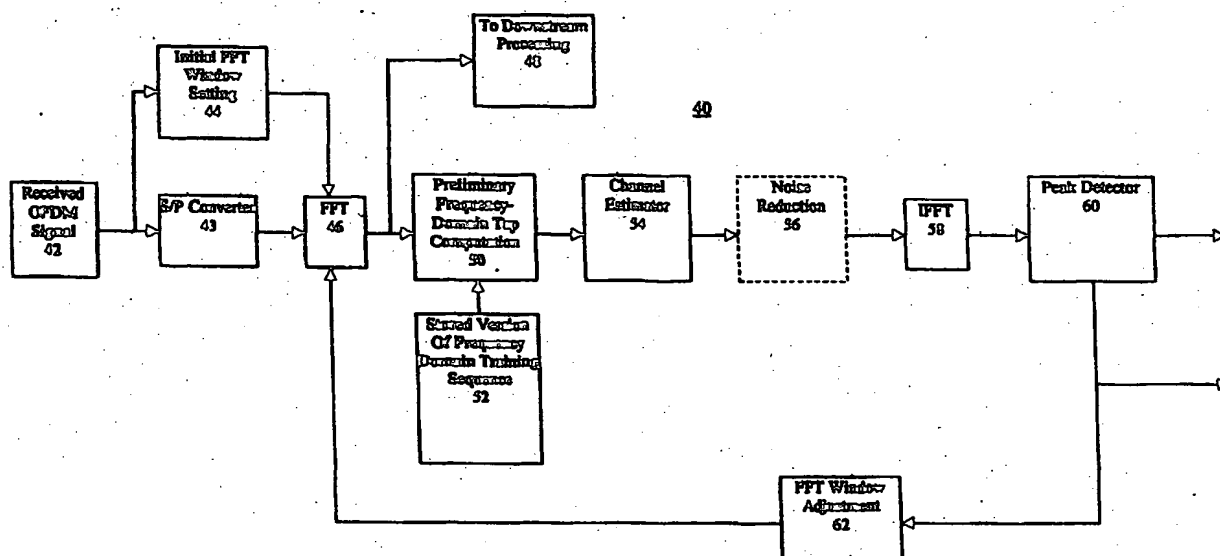 To Downstream
Processing
48
Initial FFT
Window
Setting
44
40
Received
OFDM
Signal
42
S/P Converter
43
FFT
46
Preliminary
Frequency-
Domain Tap
Computation
50
Channel
Estimator
54
Noise
Reduction
56
IFFT
58
Peak Detector
60
Stored Version
Of Frequency
Domain Training
Sequence
52
FFT Window
Adjustment
62